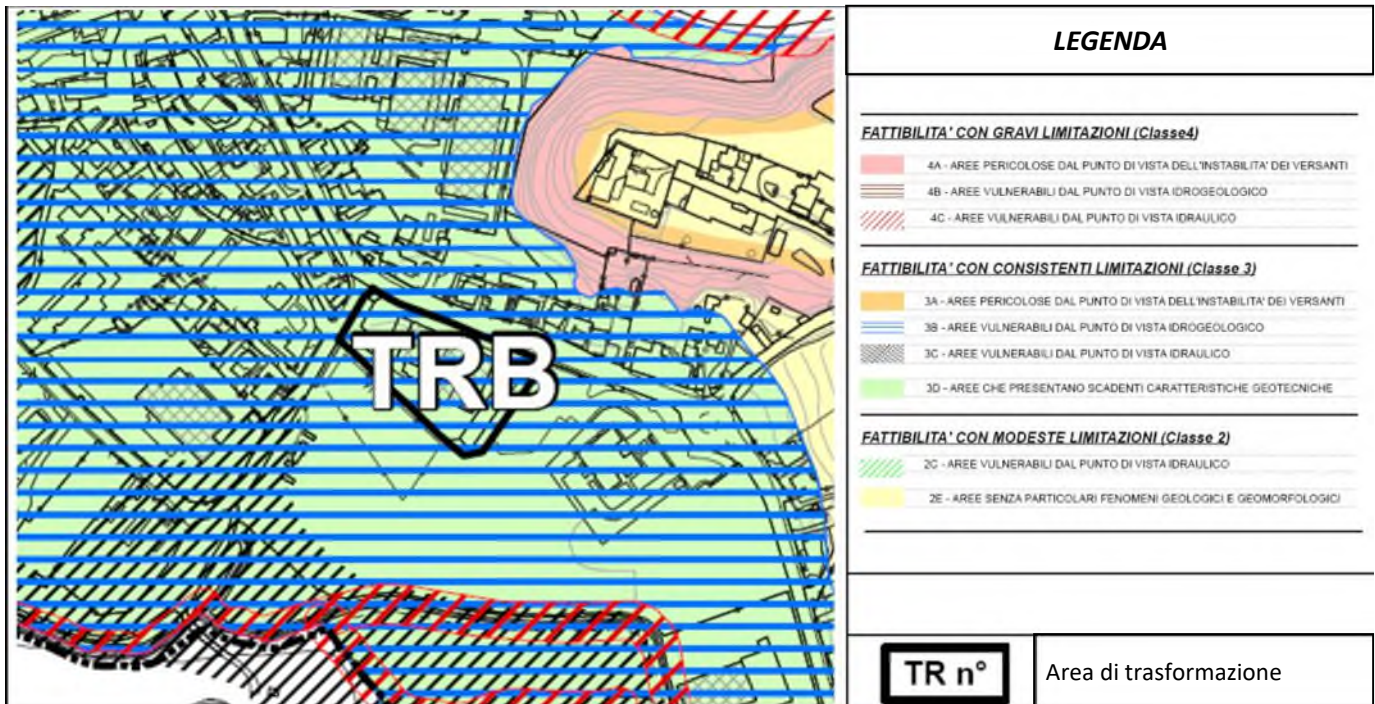 TRB
LEGENDA
FATTIBILITA' CON GRAVI LIMITAZIONI (Classe4)
4A - AREE PERICOLOSE DAL PUNTO DI VISTA DELL'INSTABILITA' DEI VERSANTI
4B - AREE VULNERABILI DAL PUNTO DI VISTA IDROGEOLOGICO
4C - AREE VULNERABILI DAL PUNTO DI VISTA IDRAULICO
FATTIBILITA' CON CONSISTENTI LIMITAZIONI (Classe 3)
3A - AREE PERICOLOSE DAL PUNTO DI VISTA DELL'INSTABILITA' DEI VERSANTI
3B - AREE VULNERABILI DAL PUNTO DI VISTA IDROGEOLOGICO
3C - AREE VULNERABILI DAL PUNTO DI VISTA IDRAULICO
3D - AREE CHE PRESENTANO SCADENTI CARATTERISTICHE GEOTECNICHE
FATTIBILITA' CON MODESTE LIMITAZIONI (Classe 2)
2C - AREE VULNERABILI DAL PUNTO DI VISTA IDRAULICO
2E - AREE SENZA PARTICOLARI FENOMENI GEOLOGICI E GEOMORFOLOGICI
TR n°
Area di trasformazione